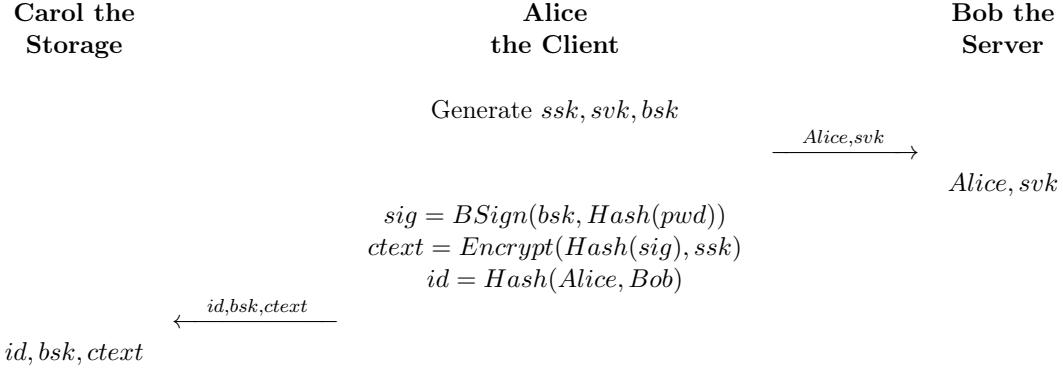 Carol the Storage
Alice the Client
Bob the Server
Generate ssk, svk, bsk
Alice,svk
Alice, svk
sig = BSign(bsk, Hash(pwd))
ctext = Encrypt(Hash(sig), ssk)
id = Hash(Alice, Bob)
id,bsk,ctext
id, bsk, ctext